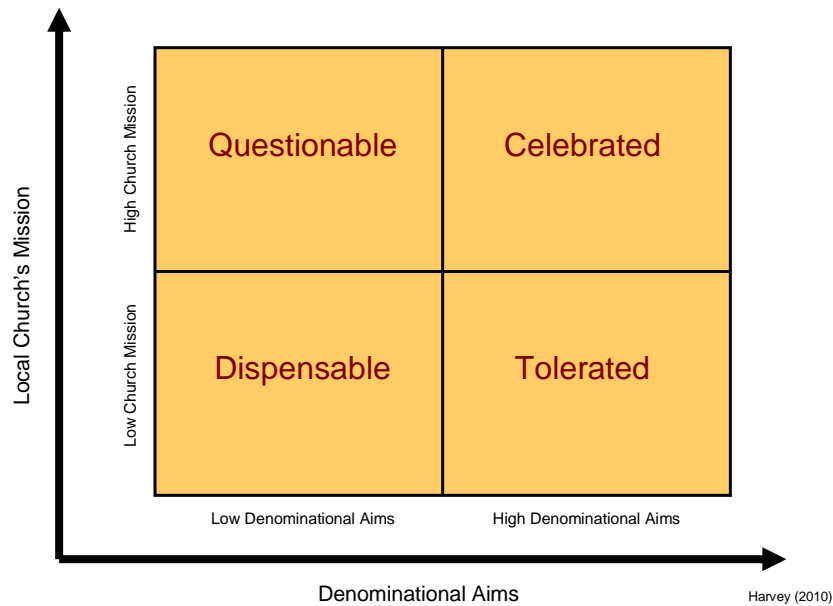 Local Church's Mission
High Church Mission
Low Church Mission
Questionable
Celebrated
Dispensable
Tolerated
Low Denominational Aims
High Denominational Aims
Denominational Aims
Harvey (2010)